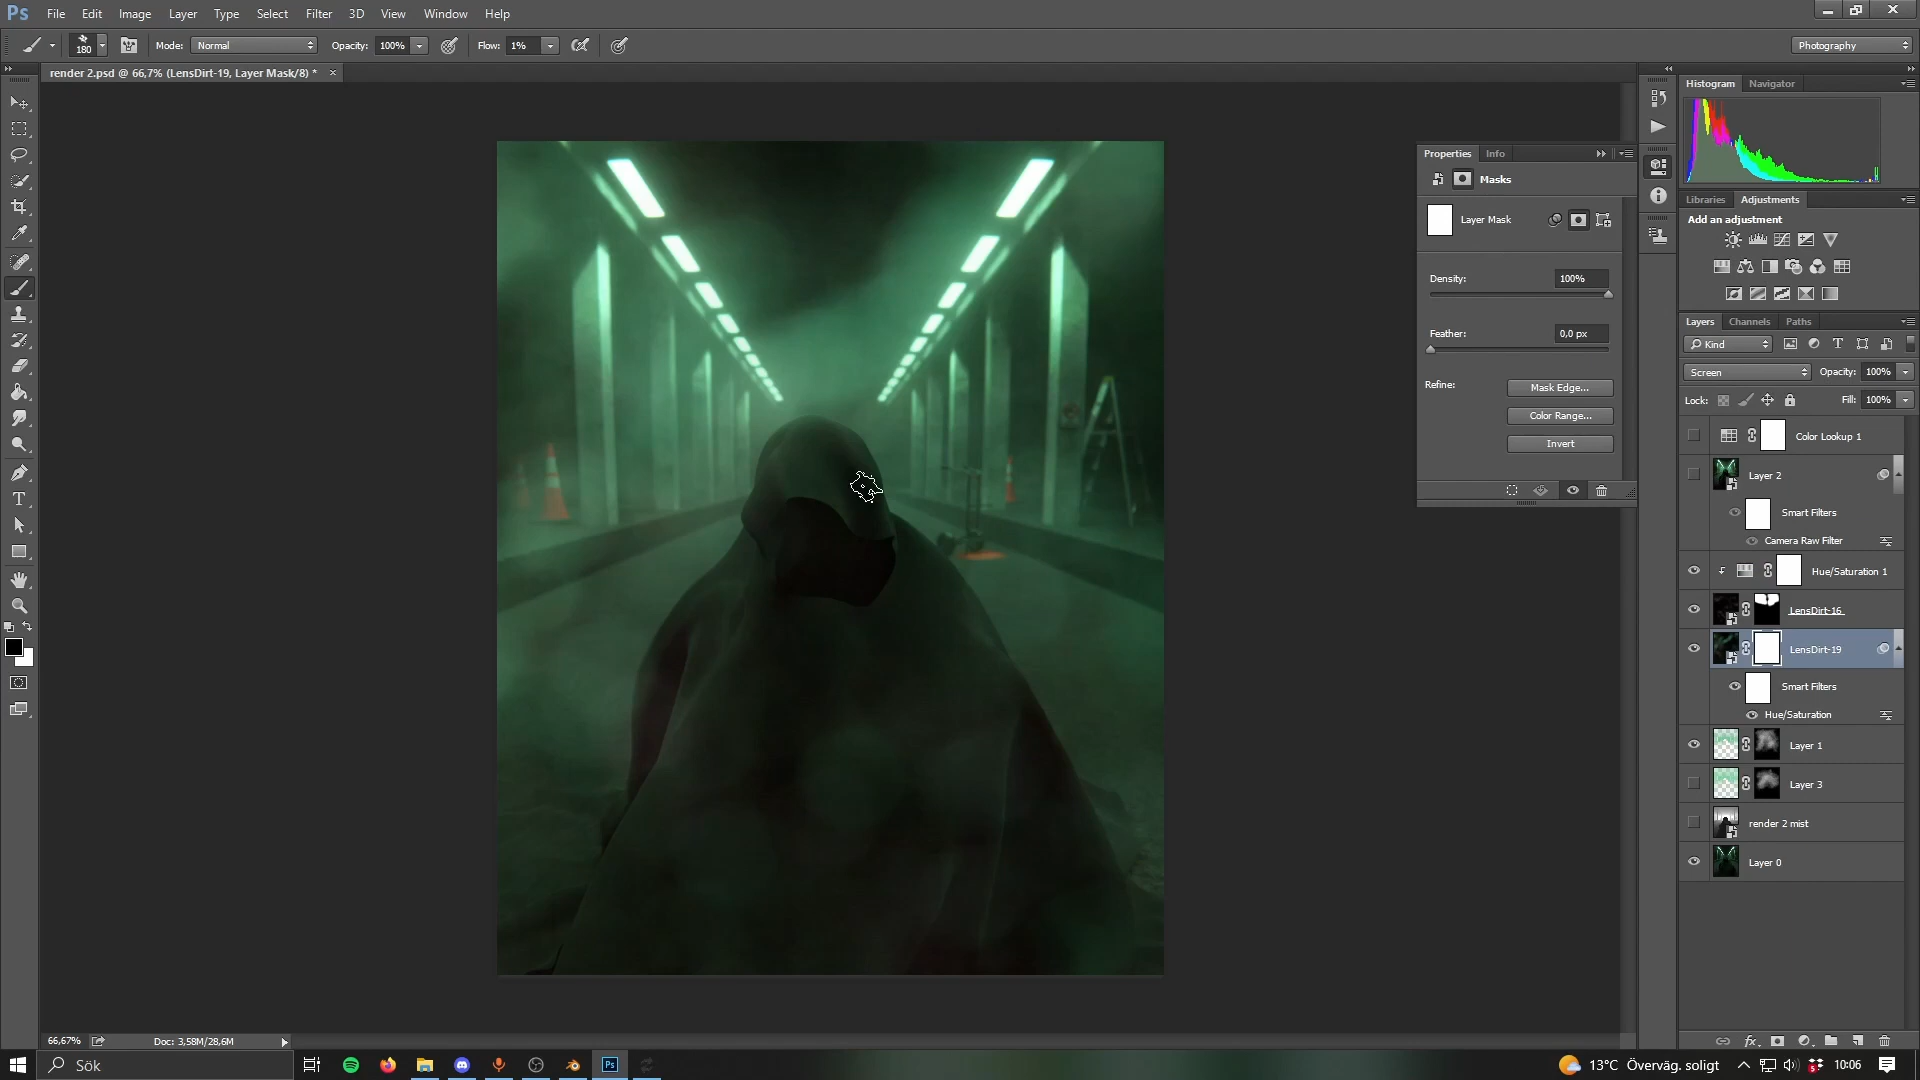 Ps File Edit Image Layer Type Select Filter 3D View Window Help
180 Mode: Normal Opacity: 100% Flow: 1% Photography
render 2.psd @ 66,7% (LensDirt-19, Layer Mask/8) *
Histogram Navigator
Properties Info
Masks
Layer Mask
Density: 100%
Feather: 0,0 px
Refine: Mask Edge...
Color Range...
Invert
Libraries Adjustments
Add an adjustment
Layers Channels Paths
Kind
Screen Opacity: 100%
Lock: Fill: 100%
Color Lookup 1
Layer 2
Smart Filters
Camera Raw Filter
Hue/Saturation 1
LensDirt-16
LensDirt-19
Smart Filters
Hue/Saturation
Layer 1
Layer 3
render 2 mist
Layer 0
fx
66,67% Doc: 3,58M/28,6M
Sök Ps 13°C Överväg. soligt 10:06